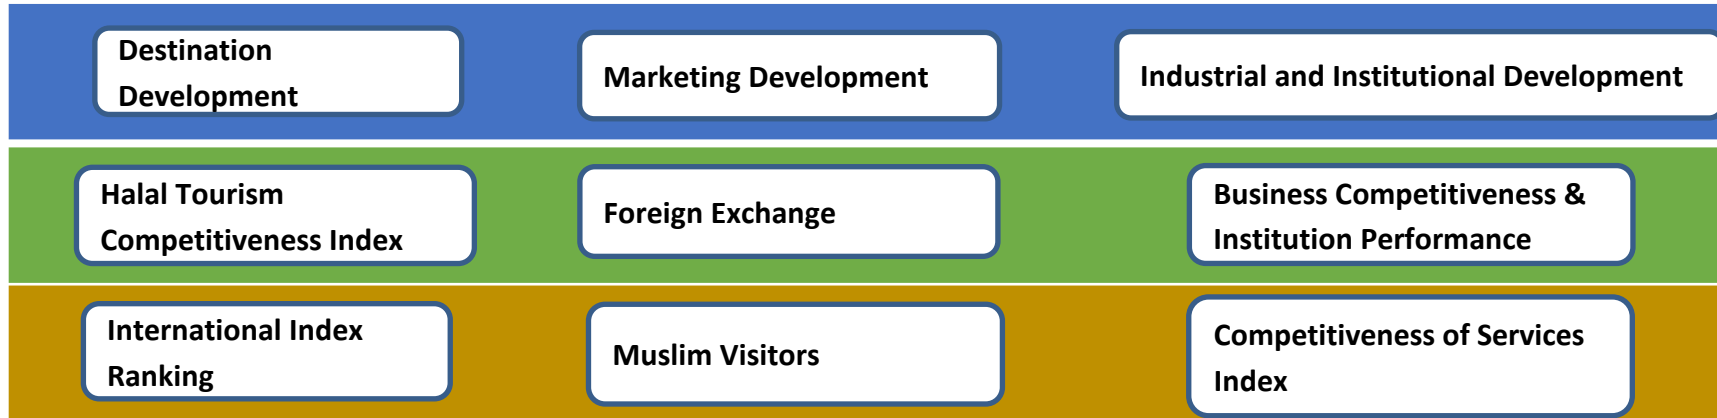 Destination
Development
Marketing Development
Industrial and Institutional Development
Halal Tourism
Competitiveness Index
Foreign Exchange
Business Competitiveness &
Institution Performance
International Index
Ranking
Muslim Visitors
Competitiveness of Services
Index